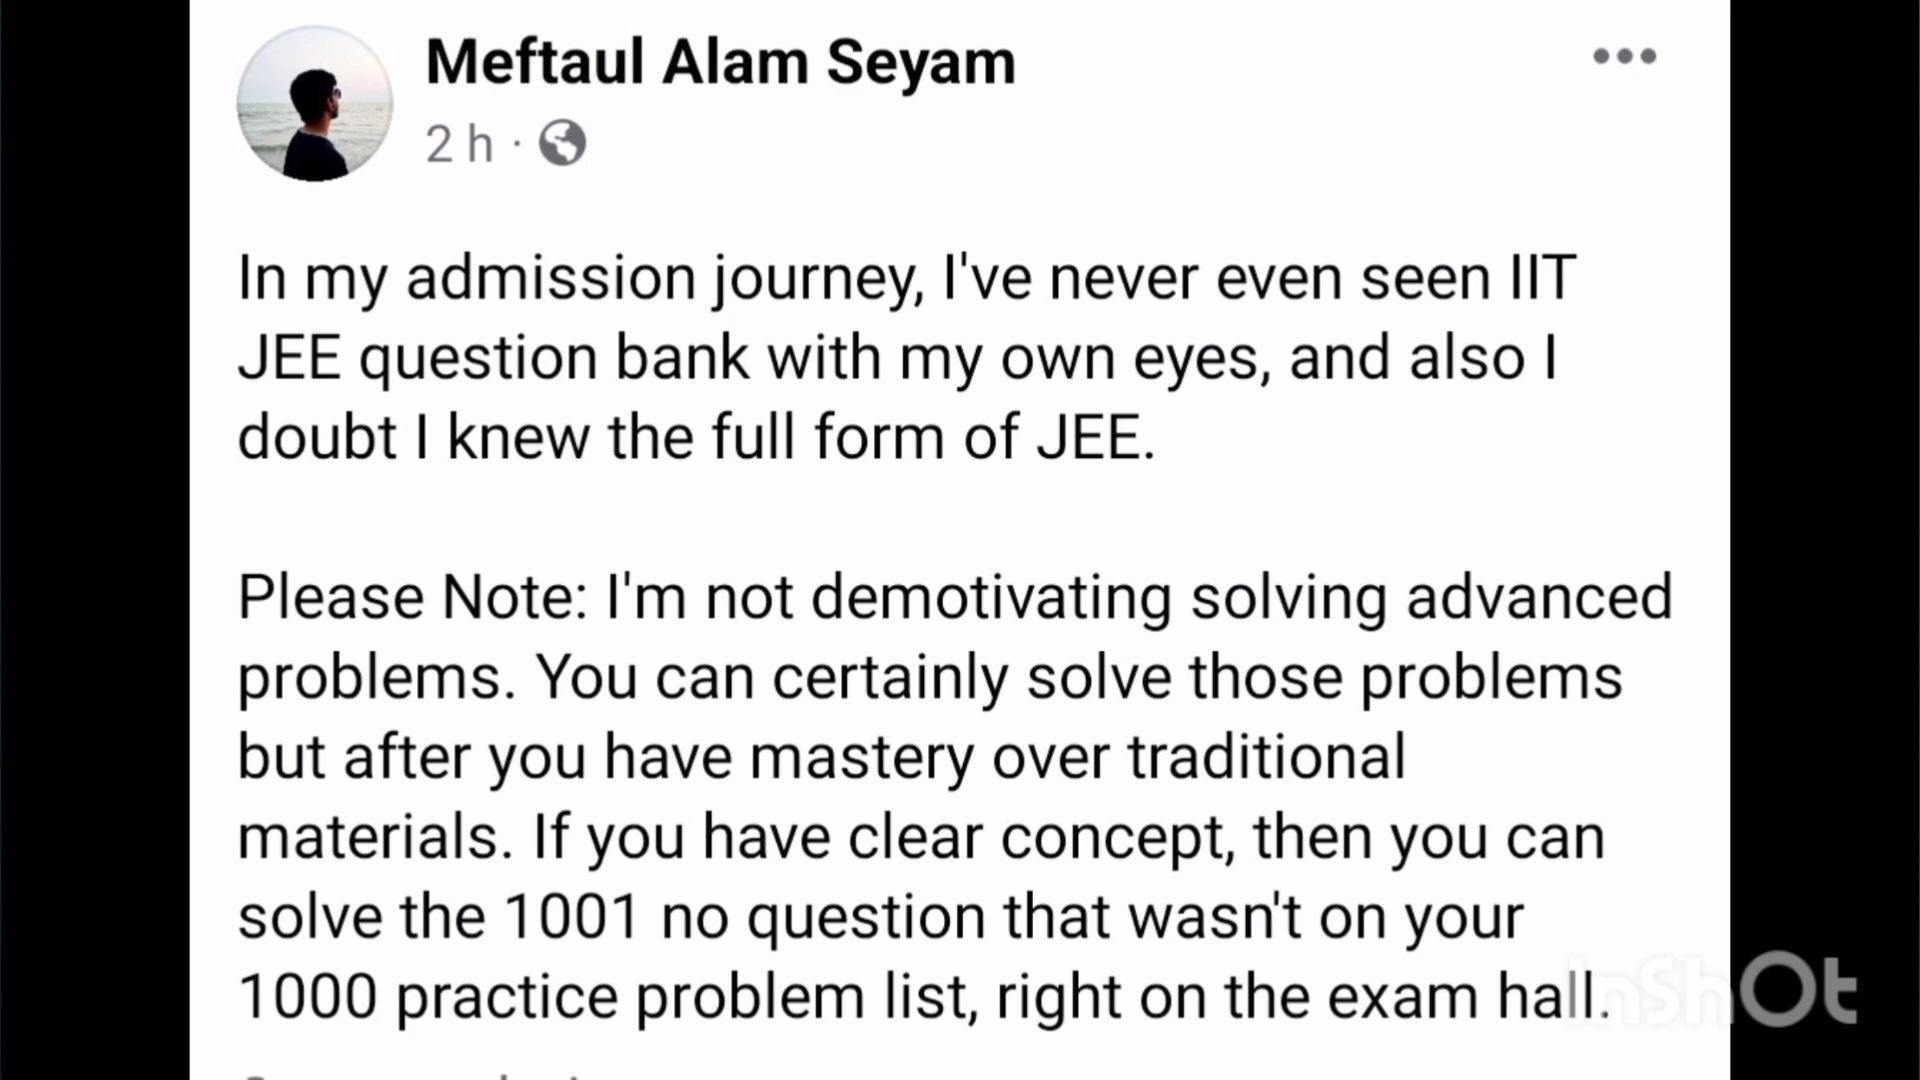 Meftaul Alam Seyam
2 h ·
In my admission journey, I've never even seen IIT
JEE question bank with my own eyes, and also I
doubt I knew the full form of JEE.
Please Note: I'm not demotivating solving advanced
problems. You can certainly solve those problems
but after you have mastery over traditional
materials. If you have clear concept, then you can
solve the 1001 no question that wasn't on your
1000 practice problem list, right on the exam hall.
InShOt